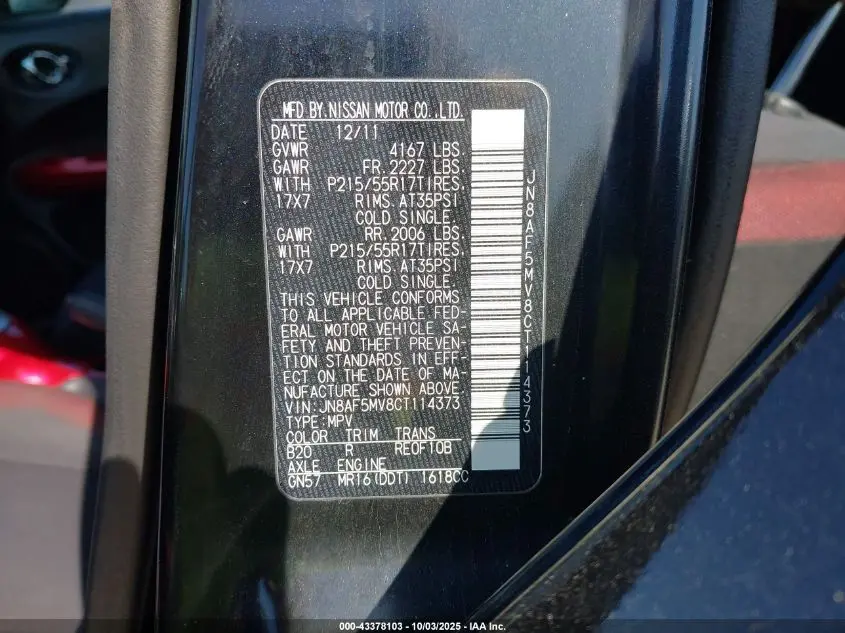 MFD BY.NISSAN MOTOR CO.,LTD.
DATE 12/11
GVWR 4167 LBS
GAWR FR. 2227 LBS.
WITH P215/55R17TIRES.
17X7 RIMS. AT35PSI
COLD SINGLE.
GAWR RR. 2006 LBS.
WITH P215/55R17TIRES.
17X7 RIMS. AT35PSI
COLD SINGLE.
THIS VEHICLE CONFORMS
TO ALL APPLICABLE FED-
ERAL MOTOR VEHICLE SA-
FETY AND THEFT PREVEN-
TION STANDARDS IN EFF-
ECT ON THE DATE OF MA-
NUFACTURE SHOWN ABOVE.
VIN:JN8AF5MV8CT114373
TYPE:MPV
COLOR TRIM TRANS
B20 R REOF10B
AXLE ENGINE
GN57 MR16(DDT) 1618CC
JN8AF5MV8CT114373
000-43378103 - 10/03/2025 - © IAA Inc.